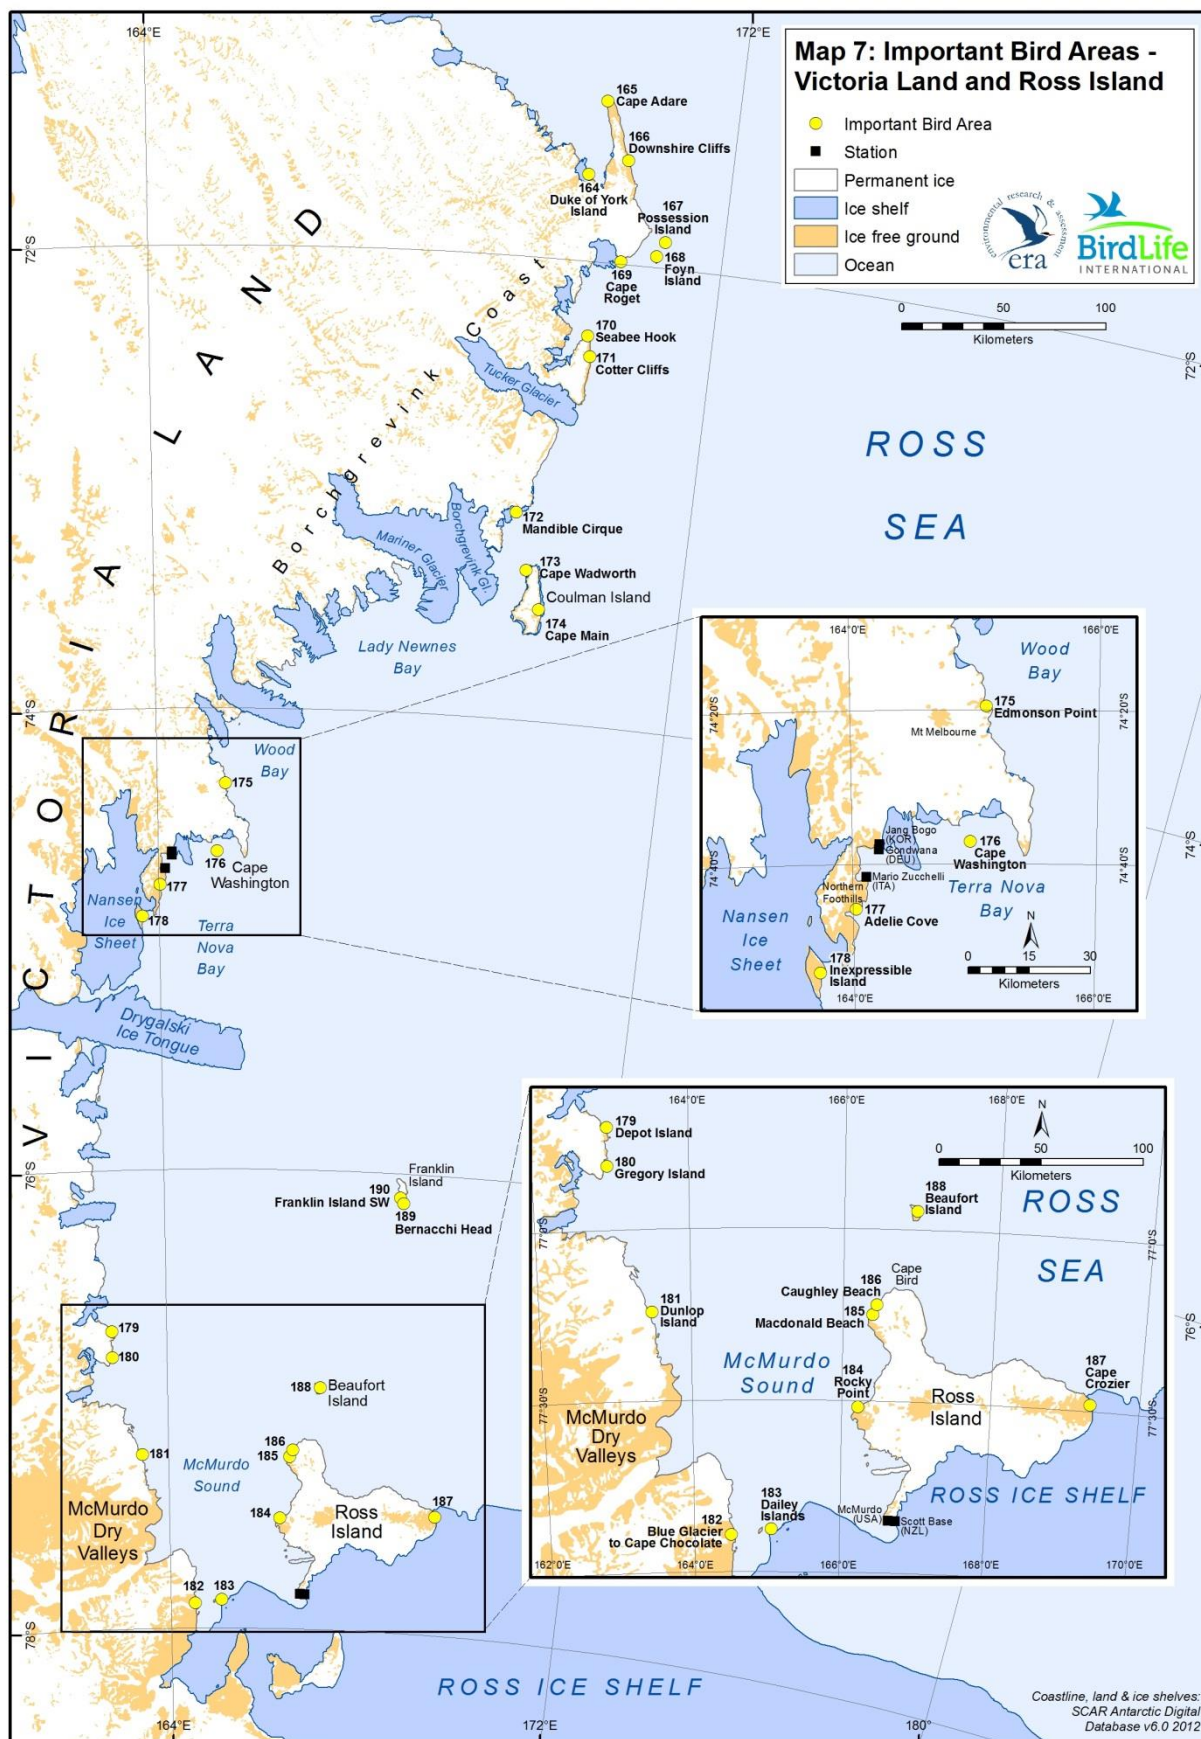 164°E
172°E
Map 7: Important Bird Areas -
Victoria Land and Ross Island
Important Bird Area
Station
Permanent ice
Ice shelf
Ice free ground
Ocean
environmental research & assessment
era
BirdLife
INTERNATIONAL
0 50 100
Kilometers
165
Cape Adare
166
Downshire Cliffs
164
Duke of York
Island
167
Possession
Island
168
Foyn
Island
169
Cape
Roget
72°S
72°S
170
Seabee Hook
171
Cotter Cliffs
Tucker Glacier
Borchgrevink Coast
VICTORIA LAND
ROSS
SEA
172
Mandible Cirque
Mariner Glacier
Borchgrevink Gl.
173
Cape Wadworth
Coulman Island
174
Cape Main
Lady Newnes
Bay
74°S
74°S
Wood
Bay
175
176
Cape
Washington
177
178
Nansen
Ice
Sheet
Terra
Nova
Bay
Drygalski
Ice Tongue
164°E
166°E
Wood
Bay
74°20'S
74°20'S
175
Edmonson Point
Mt Melbourne
Jang Bogo
(KOR)
Gondwana
(DEU)
176
Cape
Washington
74°40'S
74°40'S
Mario Zucchelli
(ITA)
Northern
Foothills
Terra Nova
Bay
177
Adelie Cove
Nansen
Ice
Sheet
N
0 15 30
Kilometers
178
Inexpressible
Island
164°E
166°E
76°S
76°S
Franklin
Island
190
Franklin Island SW
189
Bernacchi Head
179
180
188
Beaufort
Island
181
McMurdo
Sound
186
185
184
187
Ross
Island
McMurdo
Dry
Valleys
182
183
78°S
164°E
166°E
168°E
N
179
Depot Island
180
Gregory Island
0 50 100
Kilometers
188
Beaufort
Island
ROSS
SEA
77°0'S
77°0'S
Cape
Bird
186
Caughley Beach
185
Macdonald Beach
181
Dunlop
Island
McMurdo
Sound
184
Rocky
Point
187
Cape
Crozier
Ross
Island
77°30'S
77°30'S
McMurdo
Dry
Valleys
ROSS ICE SHELF
183
Dailey
Islands
McMurdo
(USA)
Scott Base
(NZL)
182
Blue Glacier
to Cape Chocolate
162°E
164°E
166°E
168°E
170°E
ROSS ICE SHELF
Coastline, land & ice shelves:
SCAR Antarctic Digital
Database v6.0 2012
164°E
172°E
180°